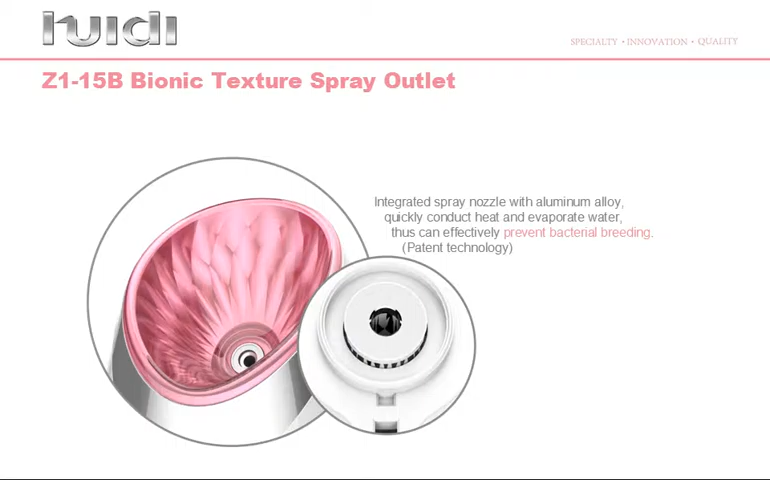 huidi
SPECIALTY • INNOVATION • QUALITY
Z1-15B Bionic Texture Spray Outlet
Integrated spray nozzle with aluminum alloy,
quickly conduct heat and evaporate water,
thus can effectively prevent bacterial breeding.
(Patent technology)